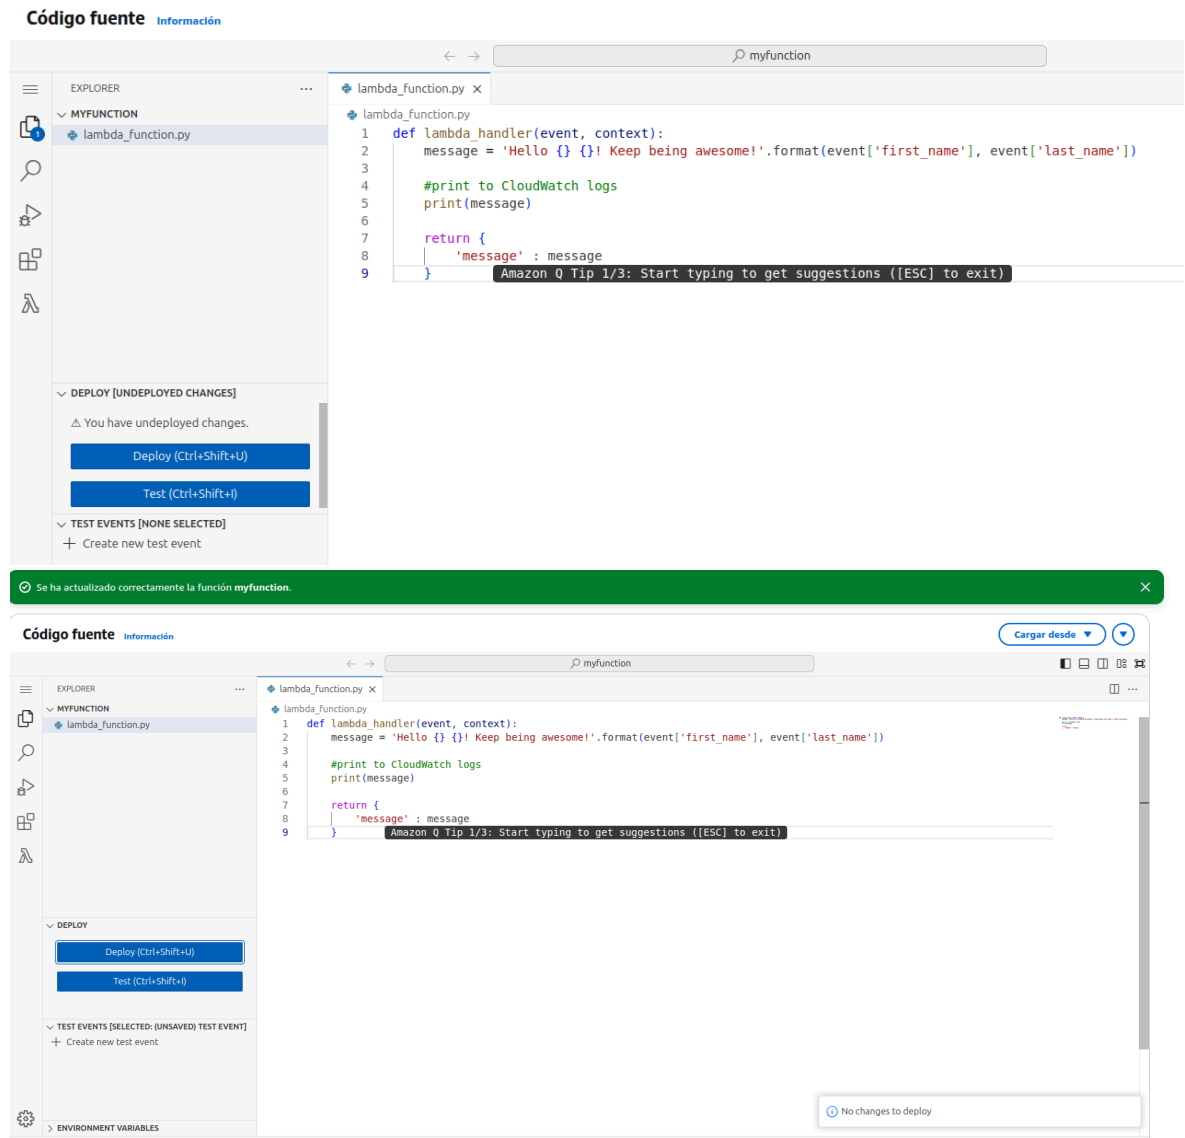 Código fuente Información
myfunction
EXPLORER ···
lambda_function.py
MYFUNCTION
lambda_function.py
1
lambda_function.py
1 def lambda_handler(event, context):
2 message = 'Hello {} {}! Keep being awesome!'.format(event['first_name'], event['last_name'])
3
4 #print to CloudWatch logs
5 print(message)
6
7 return {
8 'message' : message
9 } Amazon Q Tip 1/3: Start typing to get suggestions ([ESC] to exit)
DEPLOY [UNDEPLOYED CHANGES]
You have undeployed changes.
Deploy (Ctrl+Shift+U)
Test (Ctrl+Shift+I)
TEST EVENTS [NONE SELECTED]
Create new test event
Se ha actualizado correctamente la función myfunction.
Código fuente Información
Cargar desde
myfunction
EXPLORER ···
lambda_function.py
MYFUNCTION
lambda_function.py
lambda_function.py
1 def lambda_handler(event, context):
2 message = 'Hello {} {}! Keep being awesome!'.format(event['first_name'], event['last_name'])
3
4 #print to CloudWatch logs
5 print(message)
6
7 return {
8 'message' : message
9 } Amazon Q Tip 1/3: Start typing to get suggestions ([ESC] to exit)
DEPLOY
Deploy (Ctrl+Shift+U)
Test (Ctrl+Shift+I)
TEST EVENTS [SELECTED: (UNSAVED) TEST EVENT]
Create new test event
No changes to deploy
ENVIRONMENT VARIABLES